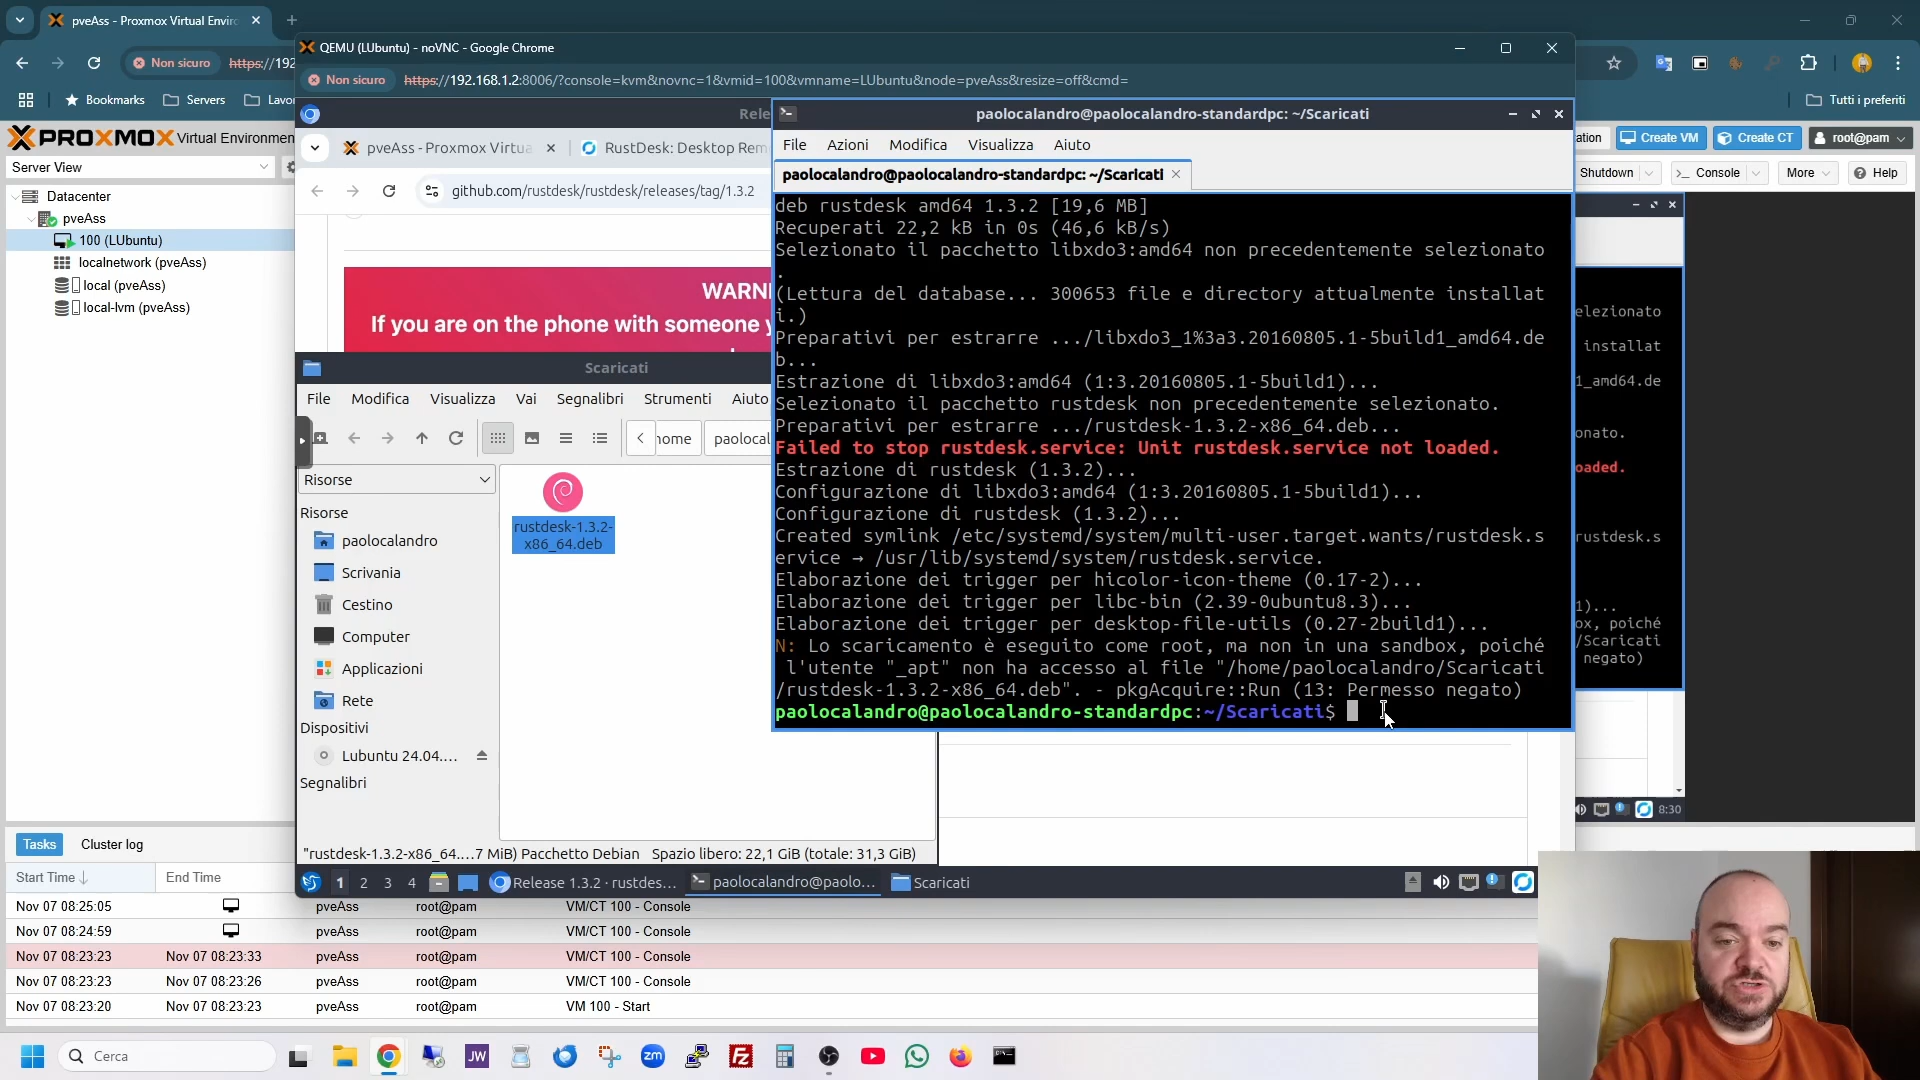 pveAss - Proxmox Virtual Enviro
Non sicuro
https://192
Bookmarks
Servers
Lavor
Tutti i preferiti
QEMU (LUbuntu) - noVNC - Google Chrome
Non sicuro
https://192.168.1.2:8006/?console=kvm&novnc=1&vmid=100&vmname=LUbuntu&node=pveAss&resize=off&cmd=
PROXMOX Virtual Environmen
Create VM
Create CT
root@pam
Server View
Shutdown
Console
More
Help
Datacenter
pveAss
100 (LUbuntu)
localnetwork (pveAss)
local (pveAss)
local-lvm (pveAss)
Rele
pveAss - Proxmox Virtua
RustDesk: Desktop Rem
github.com/rustdesk/rustdesk/releases/tag/1.3.2
WARN
If you are on the phone with someone y
paolocalandro@paolocalandro-standardpc: ~/Scaricati
File Azioni Modifica Visualizza Aiuto
paolocalandro@paolocalandro-standardpc: ~/Scaricati
deb rustdesk amd64 1.3.2 [19,6 MB]
Recuperati 22,2 kB in 0s (46,6 kB/s)
Selezionato il pacchetto libxdo3:amd64 non precedentemente selezionato
.
(Lettura del database... 300653 file e directory attualmente installat
i.)
Preparativi per estrarre .../libxdo3_1%3a3.20160805.1-5build1_amd64.de
b...
Estrazione di libxdo3:amd64 (1:3.20160805.1-5build1)...
Selezionato il pacchetto rustdesk non precedentemente selezionato.
Preparativi per estrarre .../rustdesk-1.3.2-x86_64.deb...
Failed to stop rustdesk.service: Unit rustdesk.service not loaded.
Estrazione di rustdesk (1.3.2)...
Configurazione di libxdo3:amd64 (1:3.20160805.1-5build1)...
Configurazione di rustdesk (1.3.2)...
Created symlink /etc/systemd/system/multi-user.target.wants/rustdesk.s
ervice → /usr/lib/systemd/system/rustdesk.service.
Elaborazione dei trigger per hicolor-icon-theme (0.17-2)...
Elaborazione dei trigger per libc-bin (2.39-0ubuntu8.3)...
Elaborazione dei trigger per desktop-file-utils (0.27-2build1)...
N: Lo scaricamento è eseguito come root, ma non in una sandbox, poiché
l'utente "_apt" non ha accesso al file "/home/paolocalandro/Scaricati
/rustdesk-1.3.2-x86_64.deb". - pkgAcquire::Run (13: Permesso negato)
paolocalandro@paolocalandro-standardpc:~/Scaricati$
elezionato
installat
1_amd64.de
onato.
oaded.
rustdesk.s
1)...
ox, poiché
/Scaricati
negato)
8:30
Scaricati
File Modifica Visualizza Vai Segnalibri Strumenti Aiuto
home
paolocal
Risorse
Risorse
paolocalandro
Scrivania
Cestino
Computer
Applicazioni
Rete
Dispositivi
Lubuntu 24.04....
Segnalibri
rustdesk-1.3.2-
x86_64.deb
"rustdesk-1.3.2-x86_64.…7 MiB) Pacchetto Debian Spazio libero: 22,1 GiB (totale: 31,3 GiB)
1 2 3 4
Release 1.3.2 · rustdes...
paolocalandro@paolo...
Scaricati
Tasks
Cluster log
Start Time
End Time
Nov 07 08:25:05 pveAss root@pam VM/CT 100 - Console
Nov 07 08:24:59 pveAss root@pam VM/CT 100 - Console
Nov 07 08:23:23 Nov 07 08:23:33 pveAss root@pam VM/CT 100 - Console
Nov 07 08:23:23 Nov 07 08:23:26 pveAss root@pam VM/CT 100 - Console
Nov 07 08:23:20 Nov 07 08:23:23 pveAss root@pam VM 100 - Start
Cerca
JW
zm